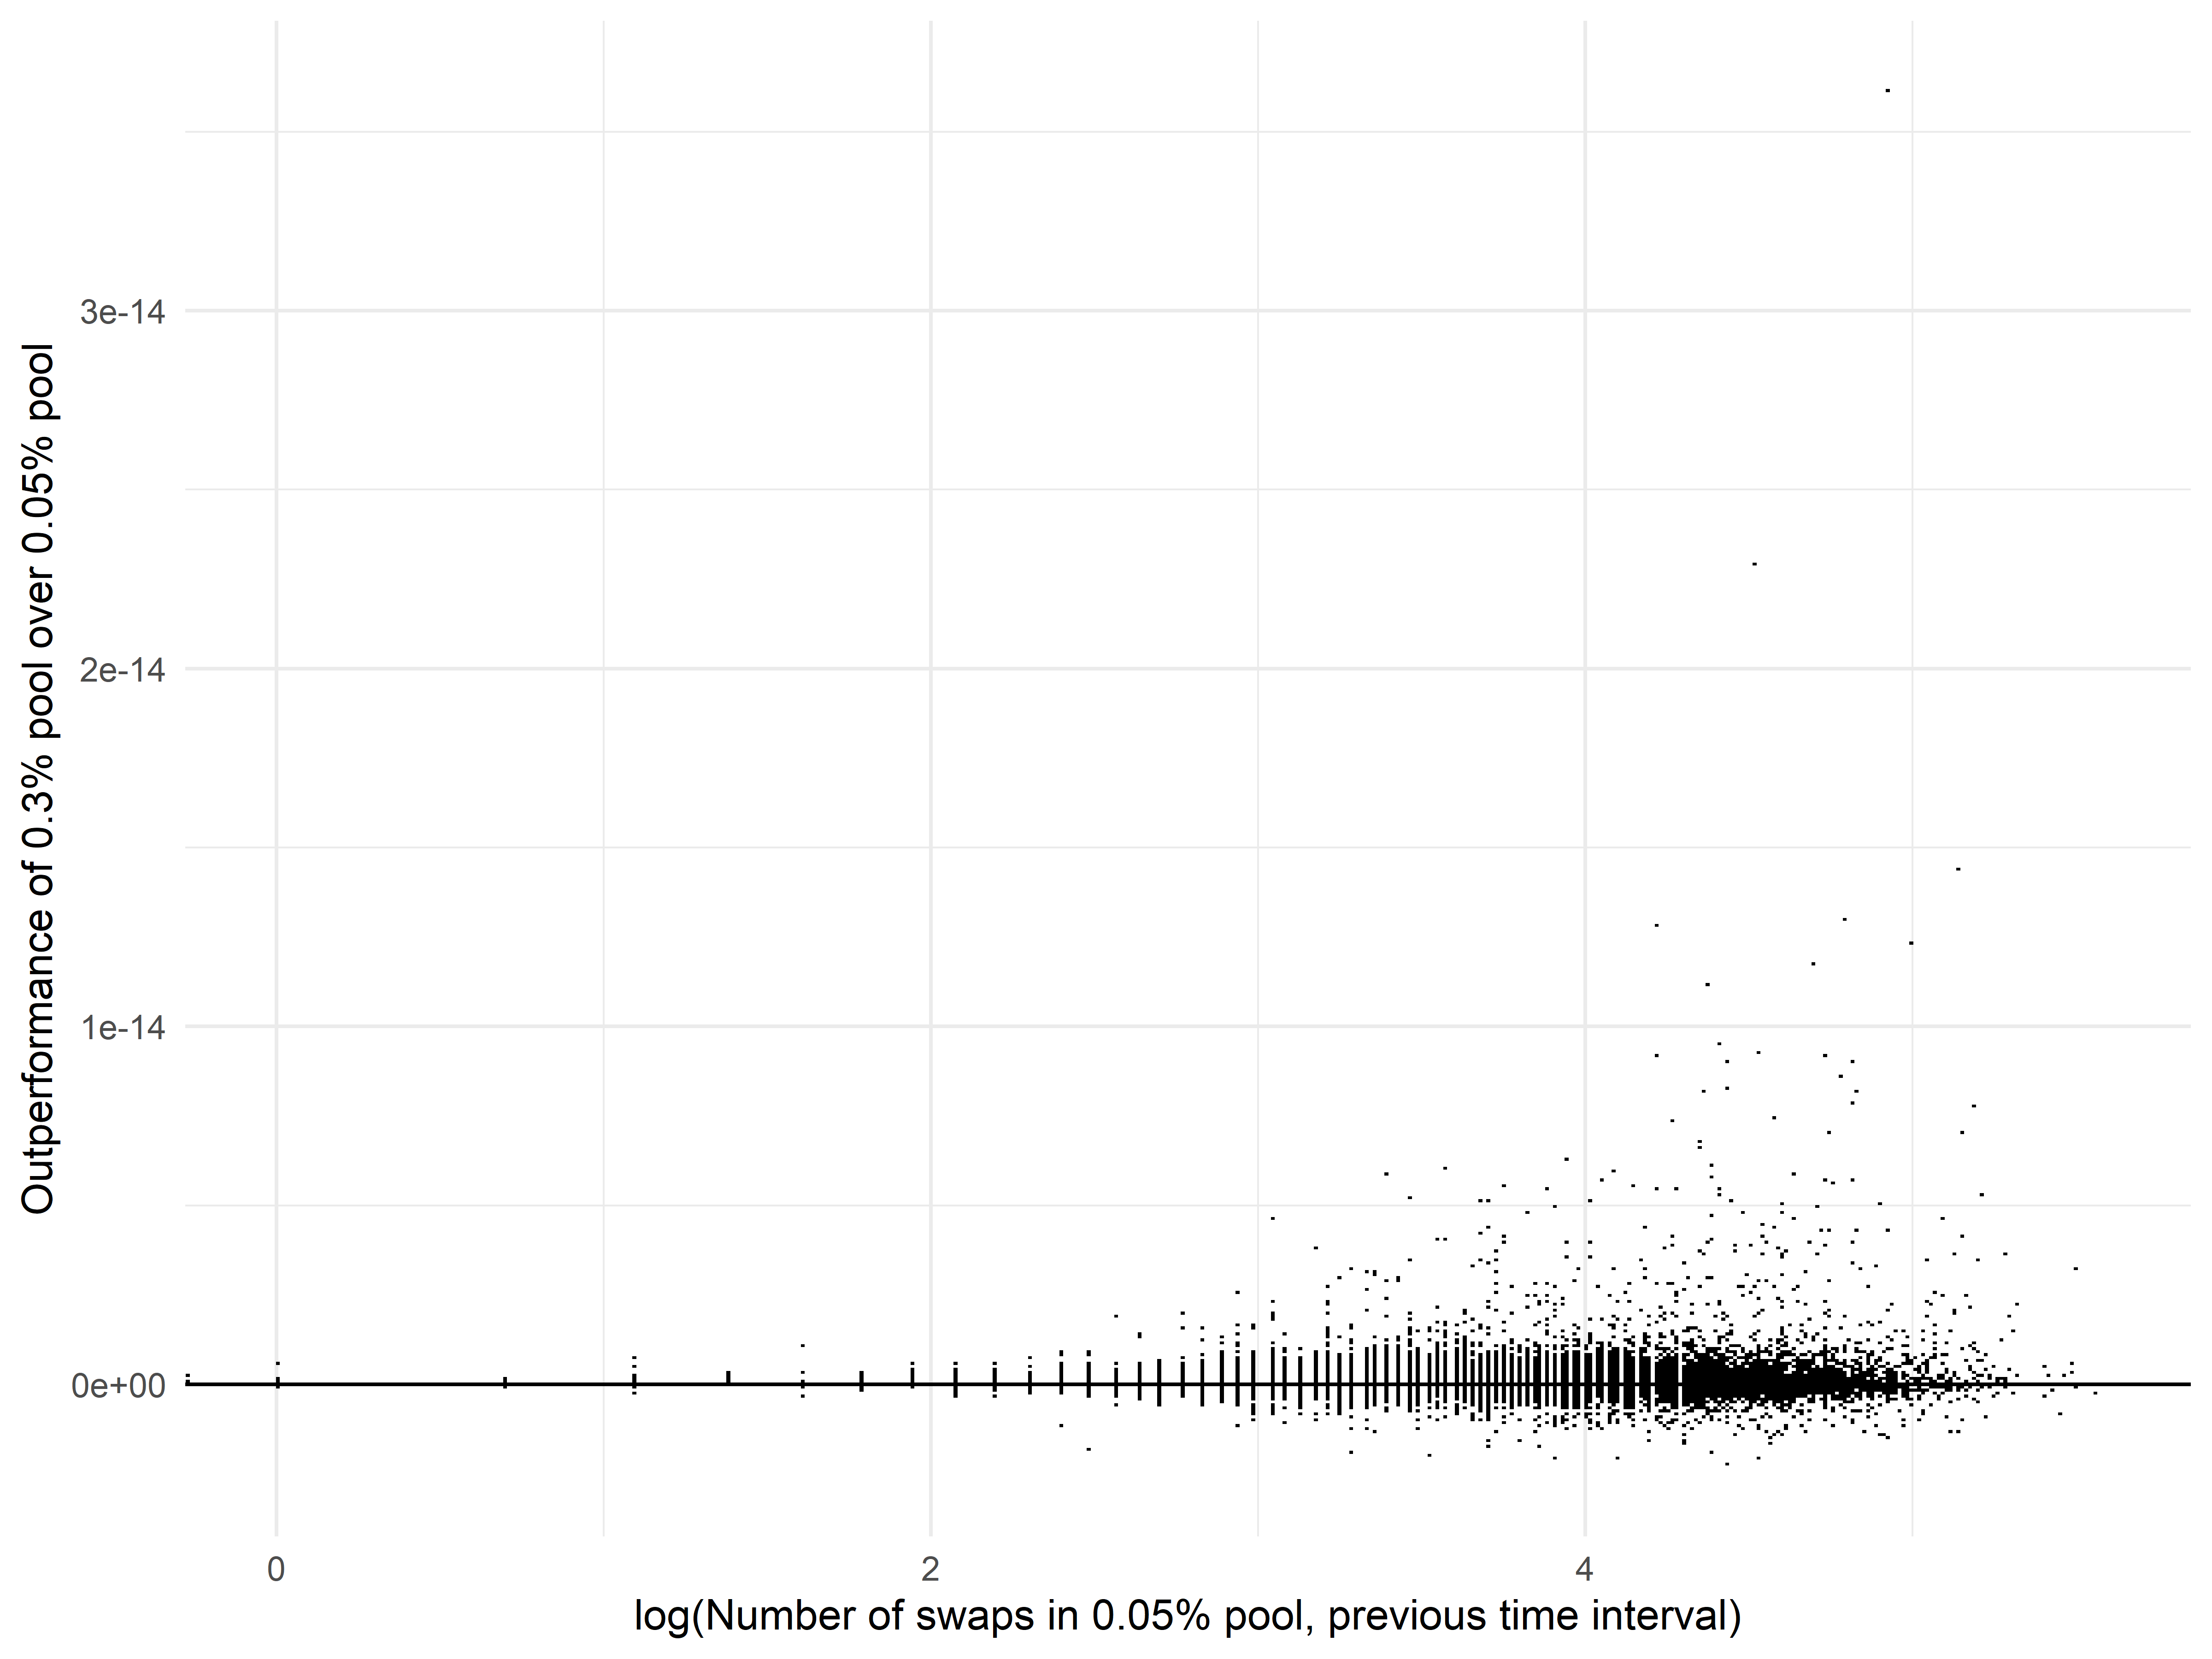 Outperformance of 0.3% pool over 0.05% pool
3e-14
2e-14
1e-14
0e+00
0
2
4
log(Number of swaps in 0.05% pool, previous time interval)